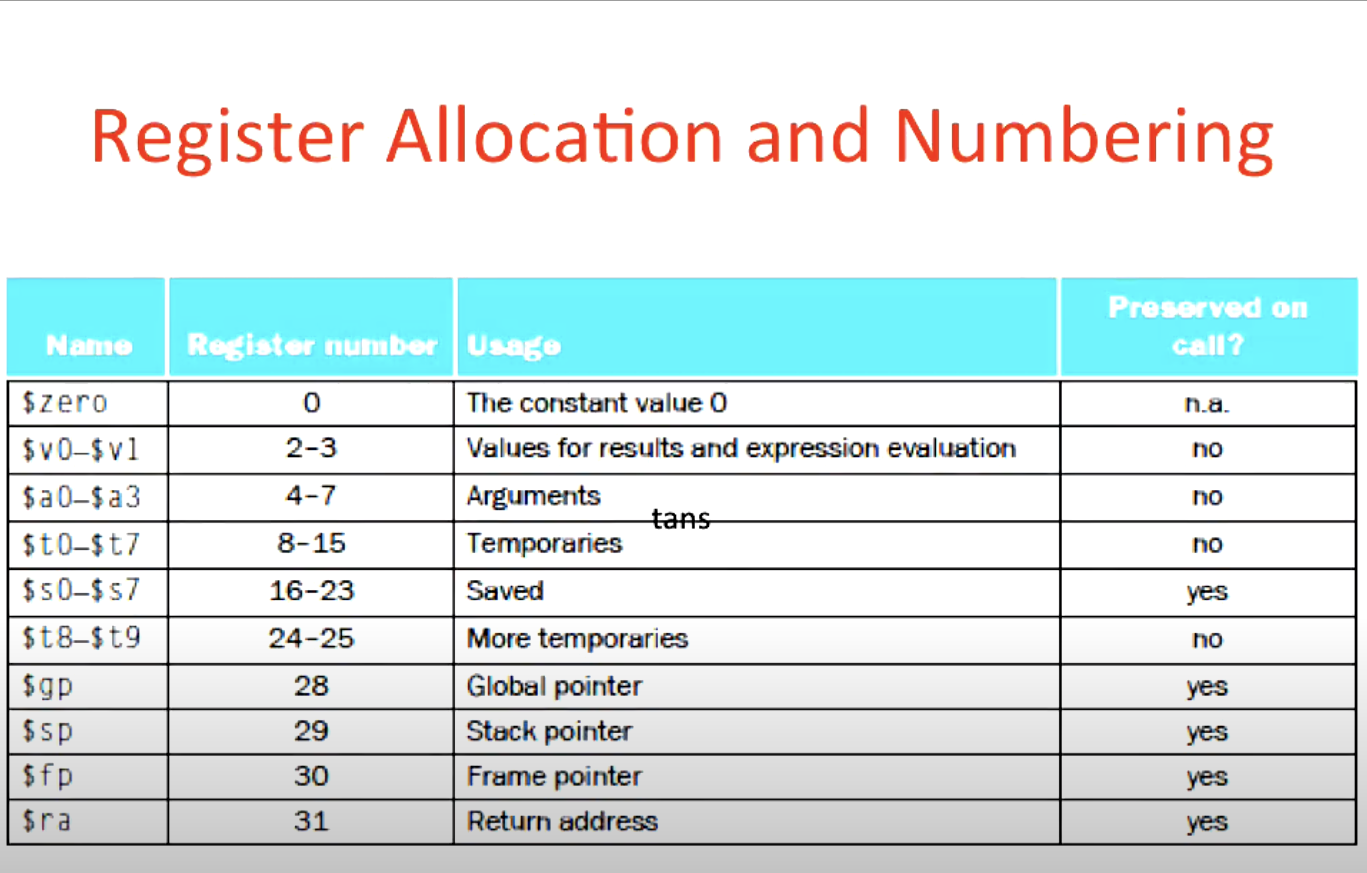 Register Allocation and Numbering
Name Register number Usage Preserved on call?
$zero 0 The constant value 0 n.a.
$v0–$v1 2–3 Values for results and expression evaluation no
$a0–$a3 4–7 Arguments no
tans
$t0–$t7 8–15 Temporaries no
$s0–$s7 16–23 Saved yes
$t8–$t9 24–25 More temporaries no
$gp 28 Global pointer yes
$sp 29 Stack pointer yes
$fp 30 Frame pointer yes
$ra 31 Return address yes